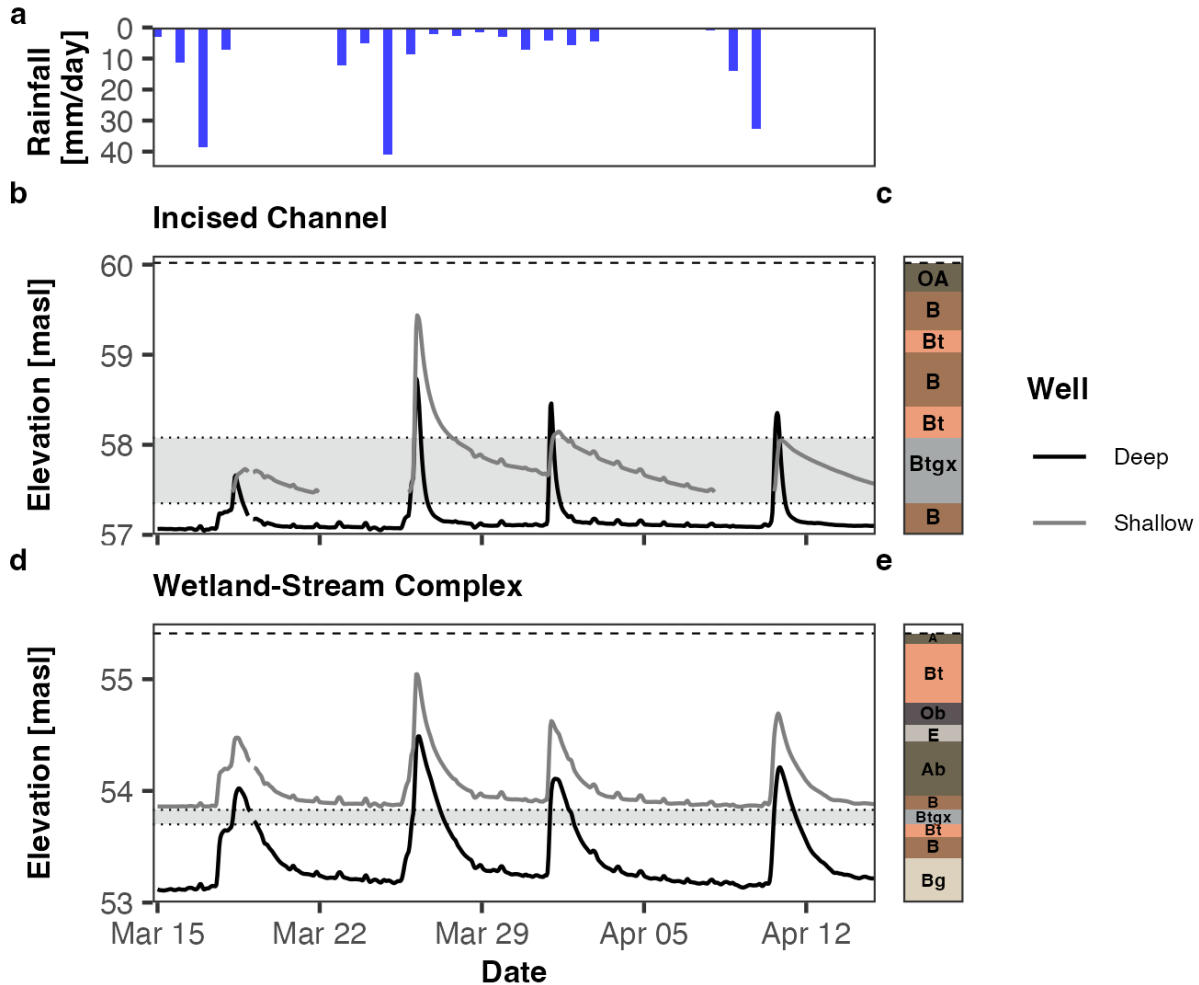 a
Rainfall
[mm/day]
0
10
20
30
40
b
Incised Channel
c
Elevation [masl]
60
59
58
57
OA
B
Bt
B
Bt
Btgx
B
Well
Deep
Shallow
d
Wetland-Stream Complex
e
Elevation [masl]
55
54
53
A
Bt
Ob
E
Ab
B
Btgx
Bt
B
Bg
Mar 15 Mar 22 Mar 29 Apr 05 Apr 12
Date